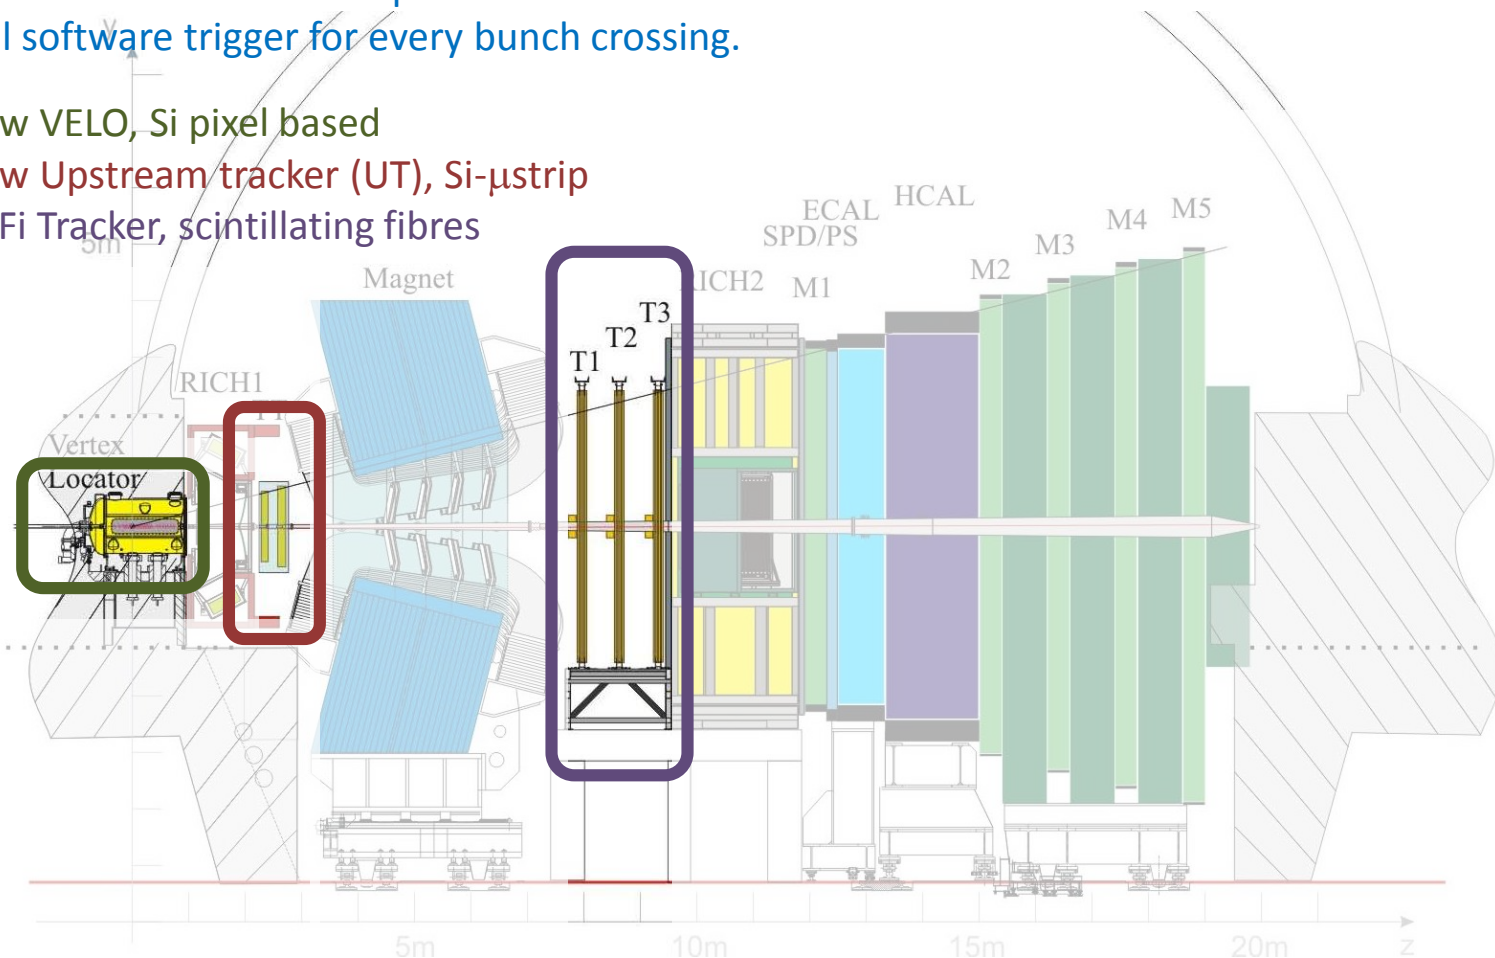 l software trigger for every bunch crossing.
w VELO, Si pixel based
w Upstream tracker (UT), Si-μstrip
Fi Tracker, scintillating fibres
y
5m
Magnet
SPD/PS
ECAL
HCAL
RICH2
M1
M2
M3
M4
M5
T1
T2
T3
RICH1
Vertex
Locator
5m
10m
15m
20m
z